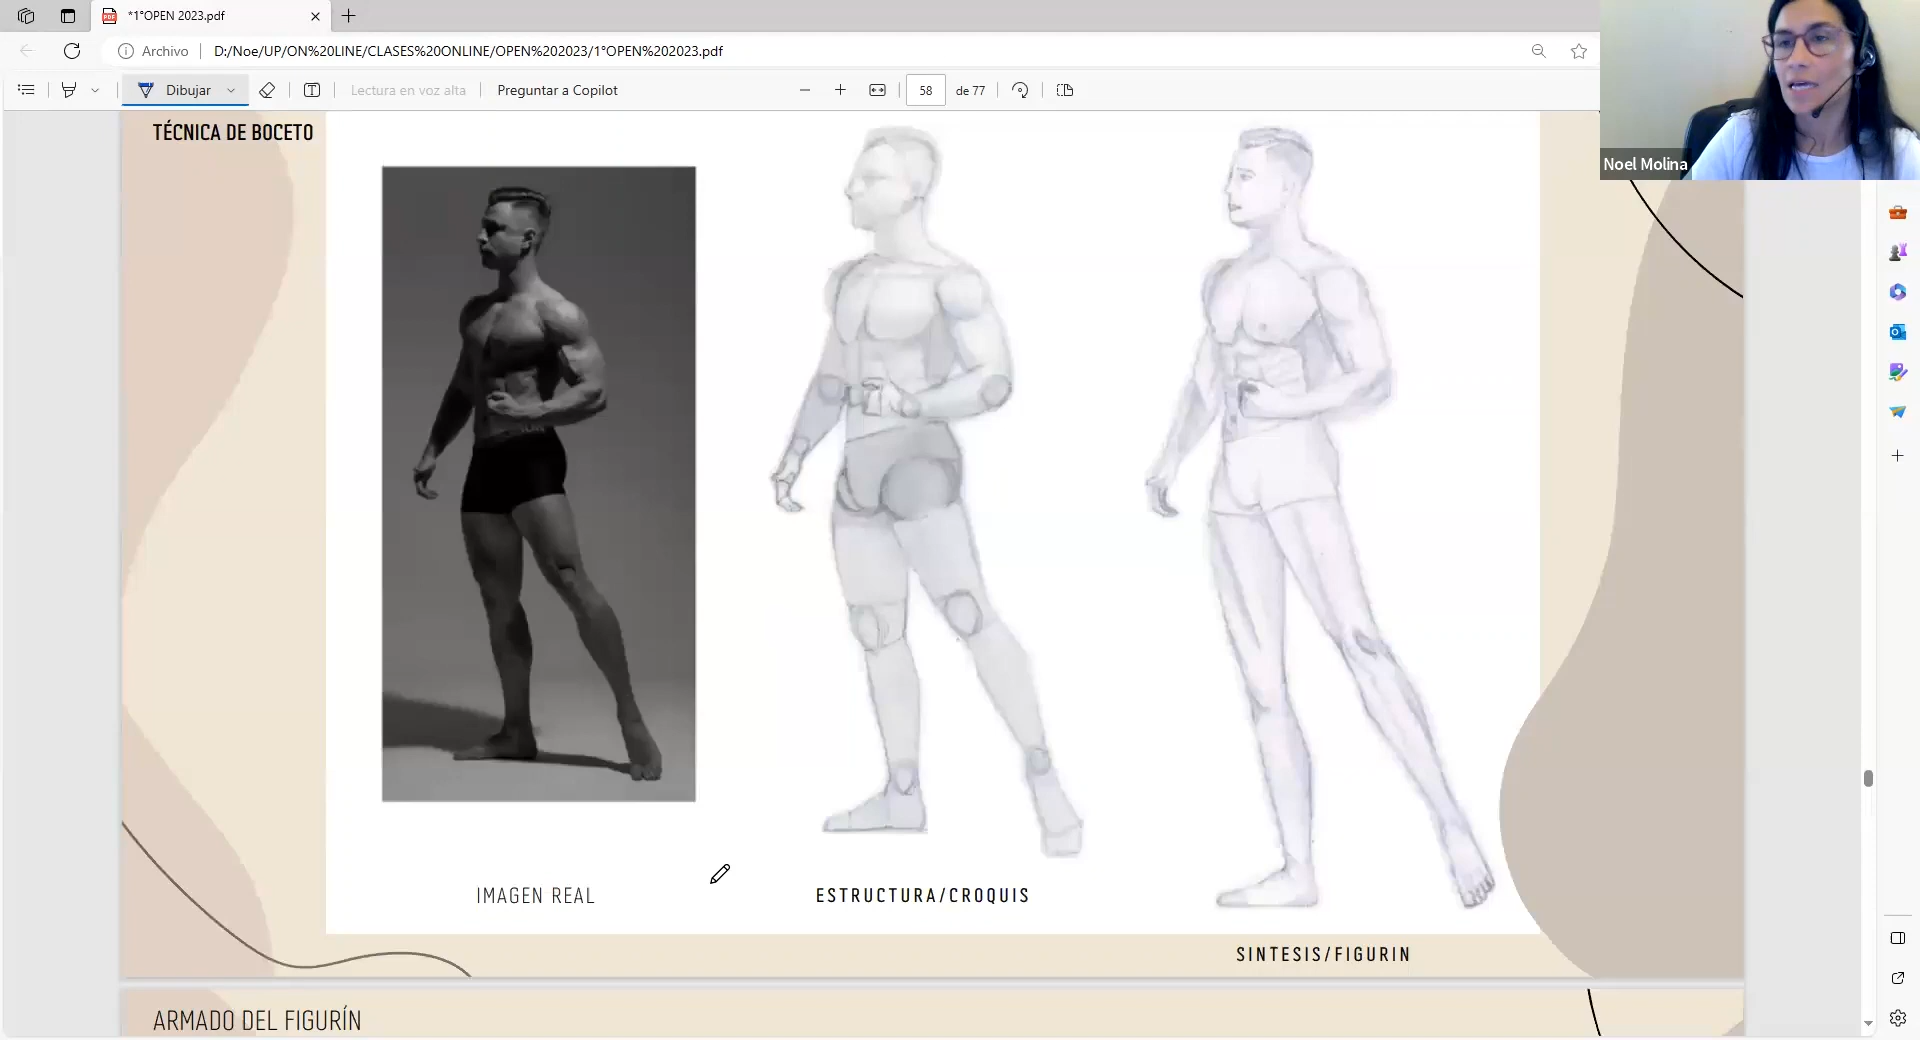 *1°OPEN 2023.pdf
Archivo
D:/Noe/UP/ON%20LINE/CLASES%20ONLINE/OPEN%202023/1°OPEN%202023.pdf
Dibujar
Lectura en voz alta
Preguntar a Copilot
58
de 77
Noel Molina
TÉCNICA DE BOCETO
IMAGEN REAL
ESTRUCTURA/CROQUIS
SINTESIS/FIGURIN
ARMADO DEL FIGURÍN